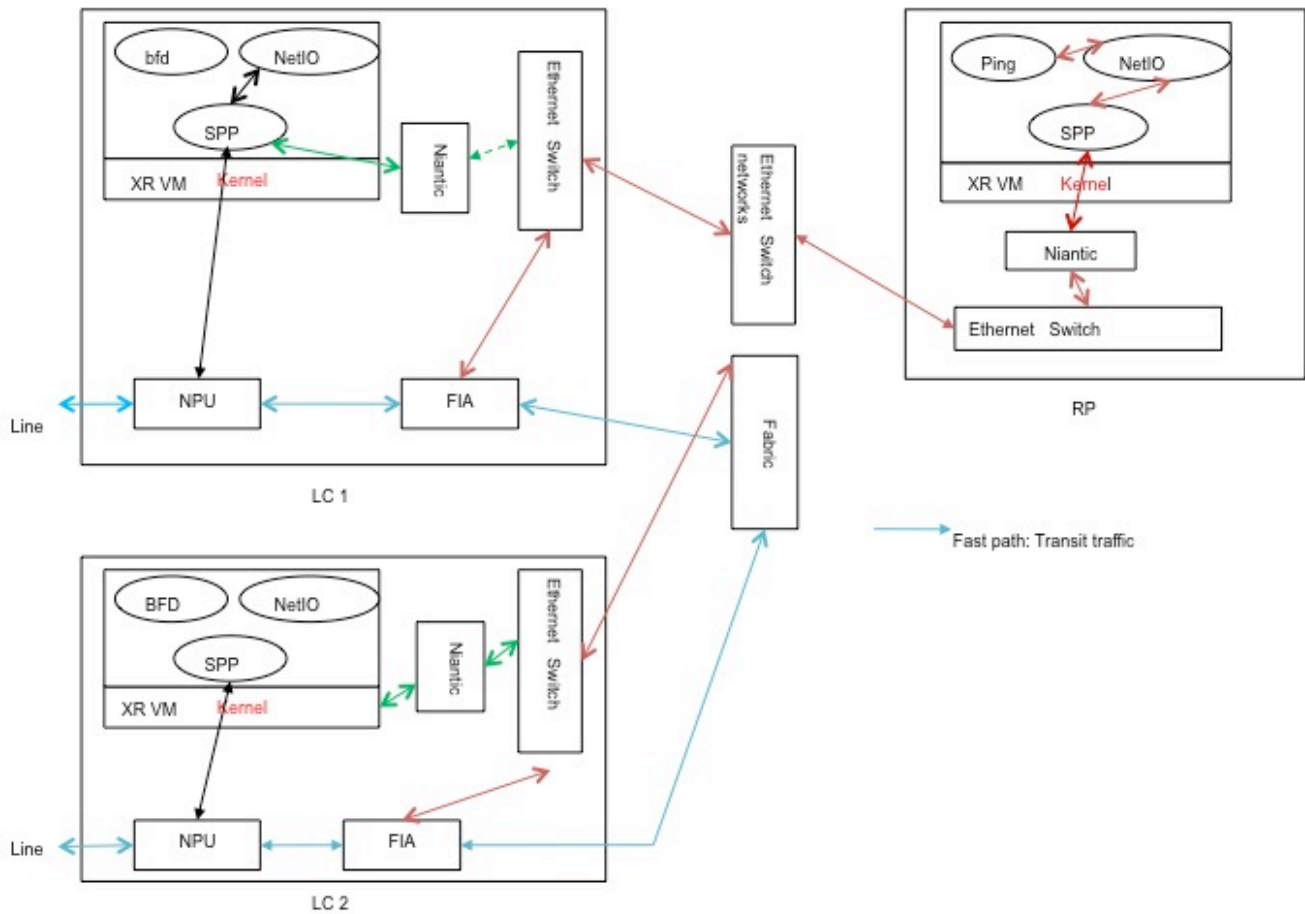 bfd
NetIO
SPP
XR VM
Kernel
Niantic
Ethernet Switch
NPU
FIA
Line
LC 1
Ethernet Switch
networks
Fabric
Ping
NetIO
SPP
XR VM
Kernel
Niantic
Ethernet Switch
RP
Fast path: Transit traffic
BFD
NetIO
SPP
XR VM
Kernel
Niantic
Ethernet Switch
NPU
FIA
Line
LC 2